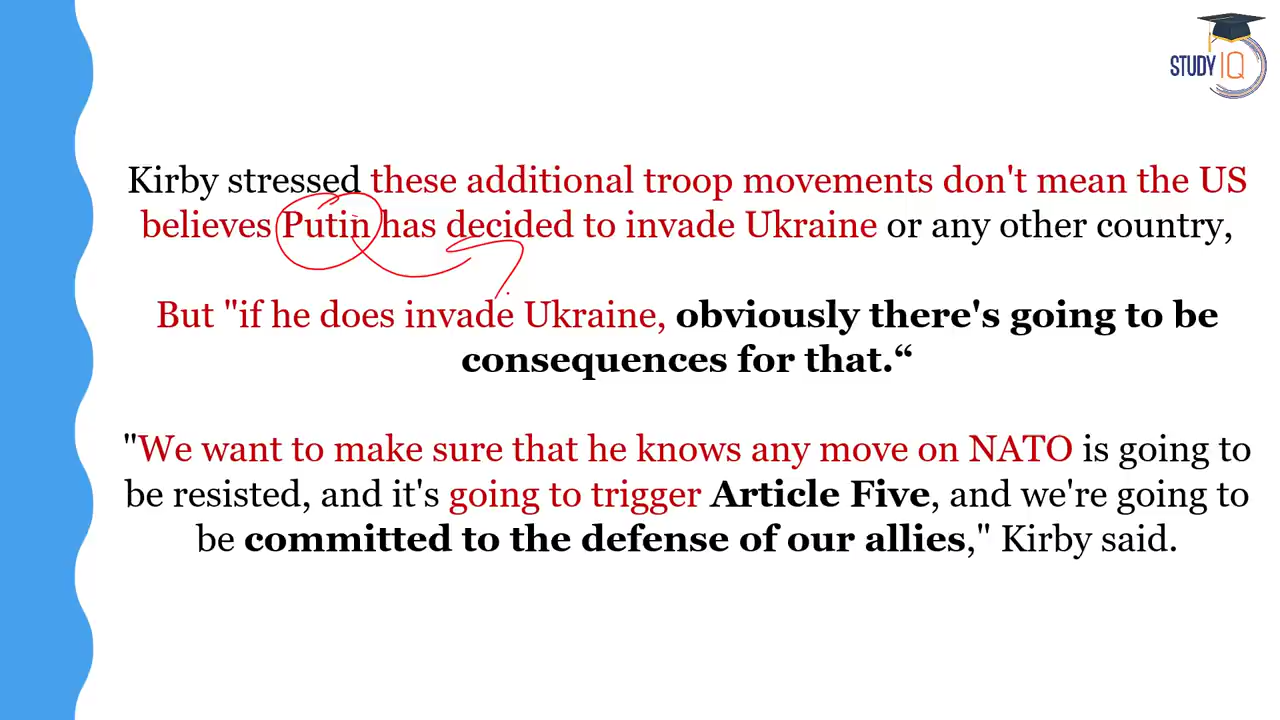 STUDY IQ
Kirby stressed these additional troop movements don't mean the US
believes Putin has decided to invade Ukraine or any other country,
But "if he does invade Ukraine, obviously there's going to be
consequences for that.“
"We want to make sure that he knows any move on NATO is going to
be resisted, and it's going to trigger Article Five, and we're going to
be committed to the defense of our allies," Kirby said.